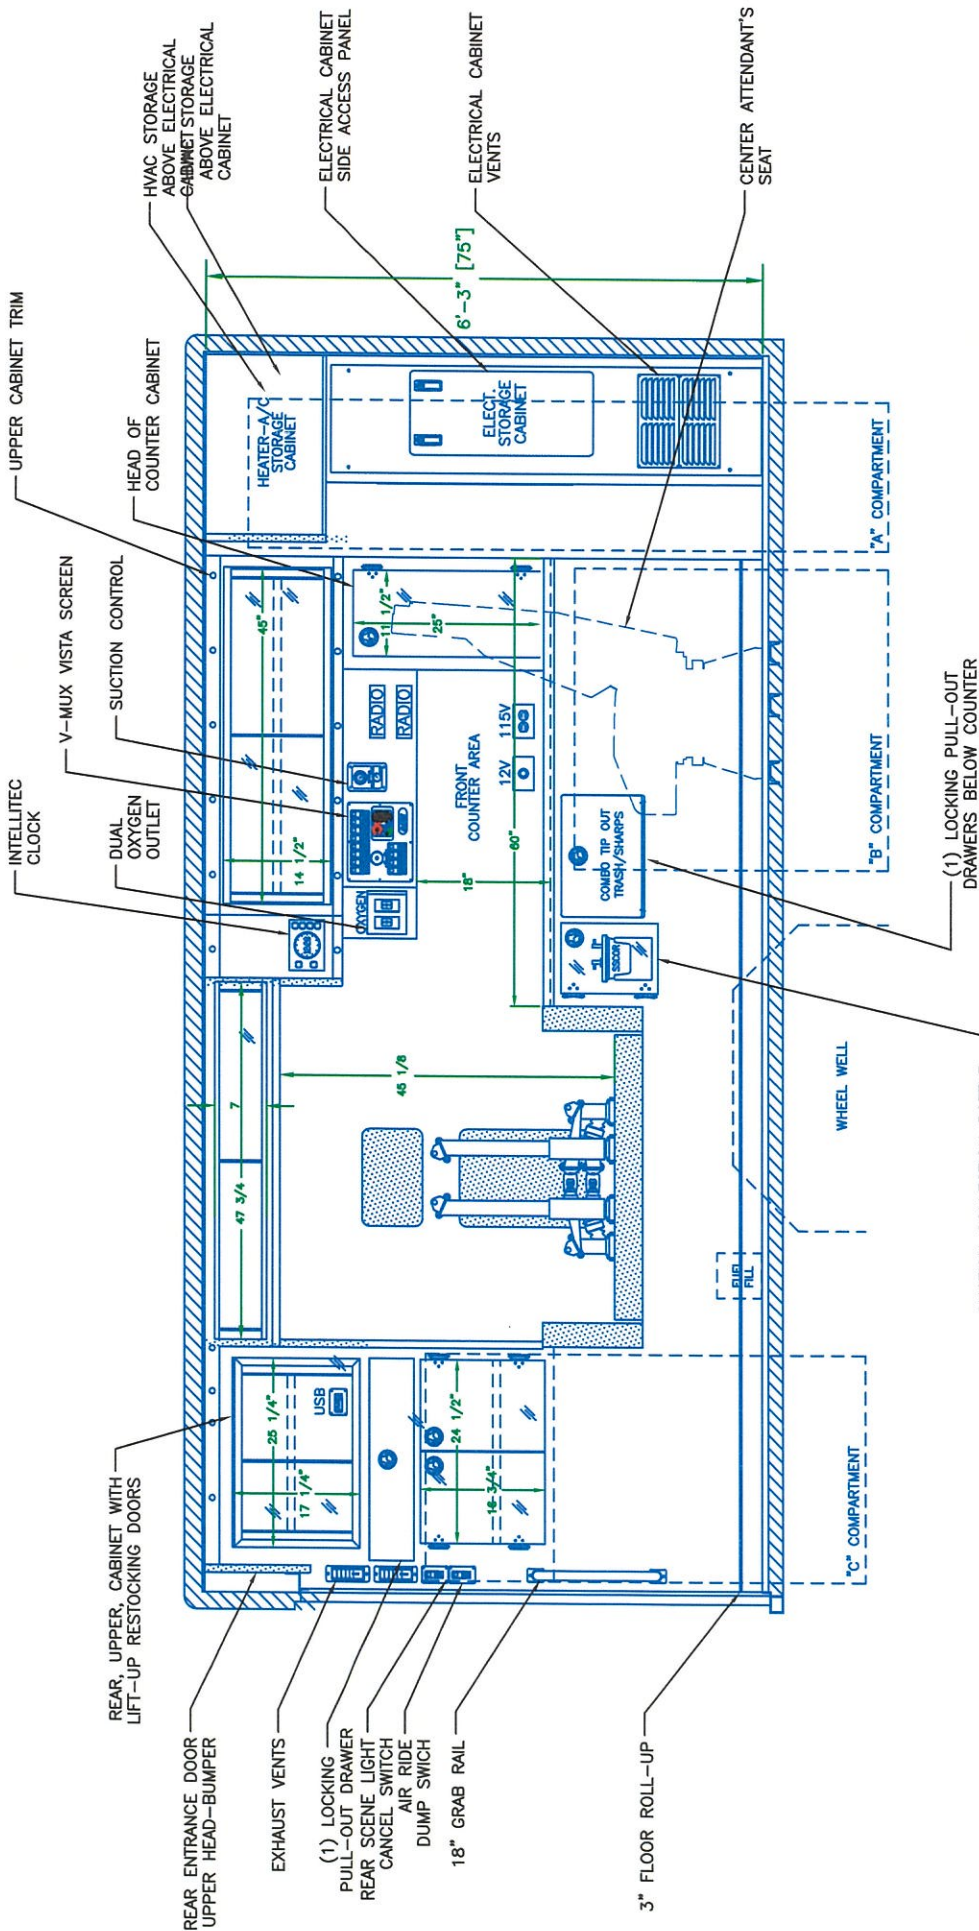 REAR ENTRANCE DOOR
UPPER HEAD-BUMPER
REAR, UPPER, CABINET WITH
LIFT-UP RESTOCKING DOORS
EXHAUST VENTS
(1) LOCKING
PULL-OUT DRAWER
REAR SCENE LIGHT
CANCEL SWITCH
AIR RIDE
DUMP SWICH
18" GRAB RAIL
3" FLOOR ROLL-UP
INTELLITEC
CLOCK
DUAL
OXYGEN
OUTLET
V-MUX VISTA SCREEN
SUCTION CONTROL
UPPER CABINET TRIM
HEAD OF
COUNTER CABINET
HVAC STORAGE
ABOVE ELECTRICAL
CABINET
STORAGE
ABOVE ELECTRICAL
CABINET
ELECTRICAL CABINET
SIDE ACCESS PANEL
ELECTRICAL CABINET
VENTS
CENTER ATTENDANT'S
SEAT
(1) LOCKING PULL-OUT
DRAWERS BELOW COUNTER
25 1/4"
17 1/4"
USB
24 1/2"
16 3/4"
"C" COMPARTMENT
47 3/4
7
45 1/8
FUEL
FILL
WHEEL WELL
OXYGEN
45"
14 1/2"
RADIO
RADIO
11 1/2"
25"
18"
FRONT
COUNTER AREA
12V
115V
60"
SSCOR
COMBO TIP OUT
TRASH/SHARPS
"B" COMPARTMENT
HEATER-A/C
STORAGE
CABINET
ELECT.
STORAGE
CABINET
"A" COMPARTMENT
6'-3" [75"]